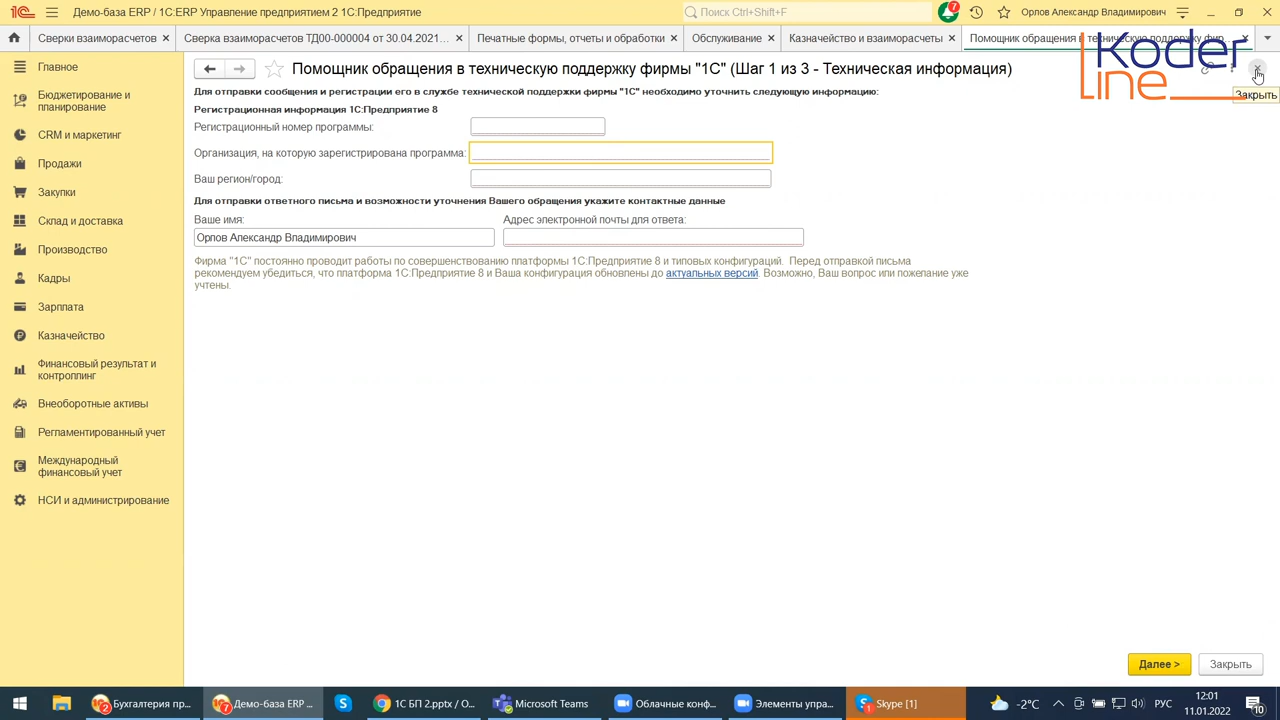 Демо-база ERP / 1С:ERP Управление предприятием 2 1С:Предприятие
Поиск Ctrl+Shift+F
7
Орлов Александр Владимирович
Сверки взаиморасчетов
Сверка взаиморасчетов ТД00-000004 от 30.04.2021...
Печатные формы, отчеты и обработки
Обслуживание
Казначейство и взаиморасчеты
Помощник обращения в техническую поддержку фир...
Koder
line
Закрыть
Главное
Бюджетирование и
планирование
CRM и маркетинг
Продажи
Закупки
Склад и доставка
Производство
Кадры
Зарплата
Казначейство
Финансовый результат и
контроллинг
Внеоборотные активы
Регламентированный учет
Международный
финансовый учет
НСИ и администрирование
Помощник обращения в техническую поддержку фирмы "1С" (Шаг 1 из 3 - Техническая информация)
Для отправки сообщения и регистрации его в службе технической поддержки фирмы "1С" необходимо уточнить следующую информацию:
Регистрационная информация 1С:Предприятие 8
Регистрационный номер программы:
Организация, на которую зарегистрирована программа:
Ваш регион/город:
Для отправки ответного письма и возможности уточнения Вашего обращения укажите контактные данные
Ваше имя:
Адрес электронной почты для ответа:
Орлов Александр Владимирович
Фирма "1С" постоянно проводит работы по совершенствованию платформы 1С:Предприятие 8 и типовых конфигураций. Перед отправкой письма
рекомендуем убедиться, что платформа 1С:Предприятие 8 и Ваша конфигурация обновлены до актуальных версий. Возможно, Ваш вопрос или пожелание уже
учтены.
Далее >
Закрыть
Бухгалтерия пр...
Демо-база ERP ...
1С БП 2.pptx / О...
Microsoft Teams
Облачные конф...
Элементы упра...
Skype [1]
-2°C
РУС
12:01
11.01.2022
10